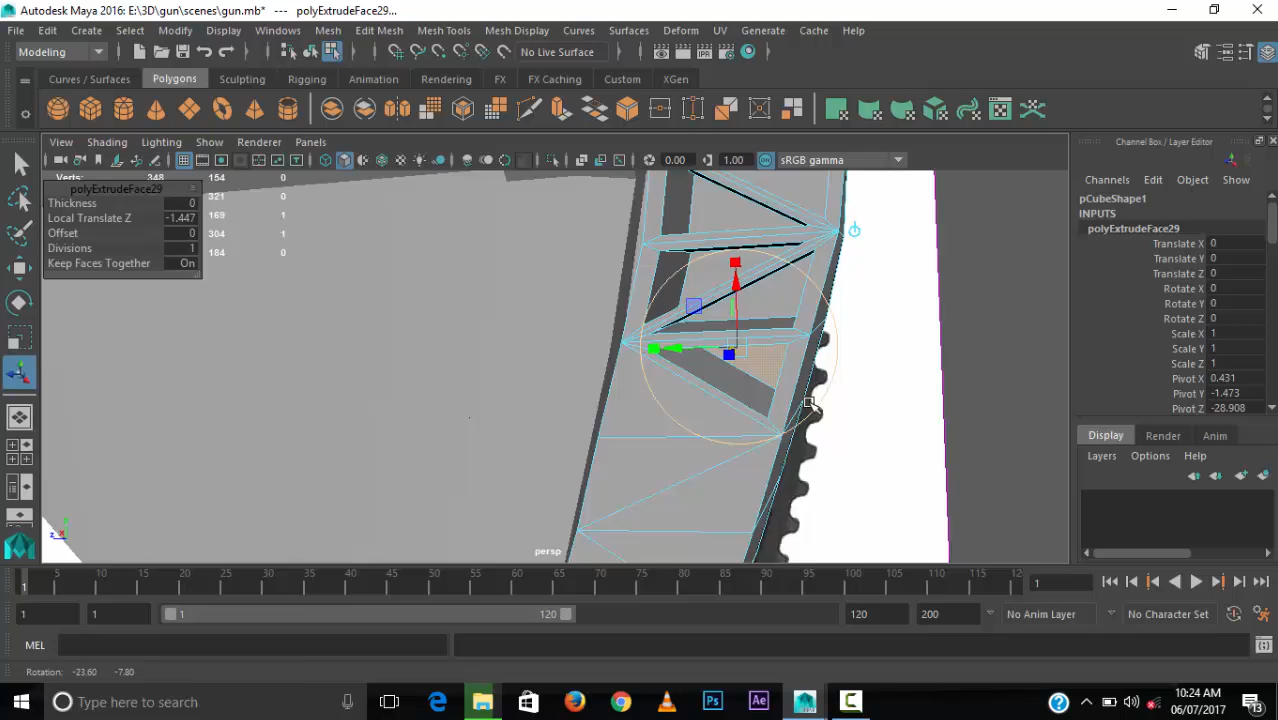 Autodesk Maya 2016: E:\3D\gun\scenes\gun.mb* --- polyExtrudeFace29...
File Edit Create Select Modify Display Windows Mesh Edit Mesh Mesh Tools Mesh Display Curves Surfaces Deform UV Generate Cache Help
Modeling No Live Surface
Curves / Surfaces Polygons Sculpting Rigging Animation Rendering FX FX Caching Custom XGen
View Shading Lighting Show Renderer Panels
Channel Box / Layer Editor
0.00 1.00 sRGB gamma
Channels Edit Object Show
Verts: 348 154 0
polyExtrudeFace29 321 0
Thickness 0
Local Translate Z -1.447 169 1
Offset 0 304 1
Divisions 1 184 0
Keep Faces Together On
pCubeShape1
INPUTS
polyExtrudeFace29
Translate X 0
Translate Y 0
Translate Z 0
Rotate X 0
Rotate Y 0
Rotate Z 0
Scale X 1
Scale Y 1
Scale Z 1
Pivot X 0.431
Pivot Y -1.473
Pivot Z -28.908
Display Render Anim
Layers Options Help
persp
1 5 10 15 20 25 30 35 40 45 50 55 60 65 70 75 80 85 90 95 100 105 110 115 12 1
1 1 1 120 120 200 No Anim Layer No Character Set
MEL
Rotation: -23.60 -7.80
Type here to search
10:24 AM
06/07/2017
13